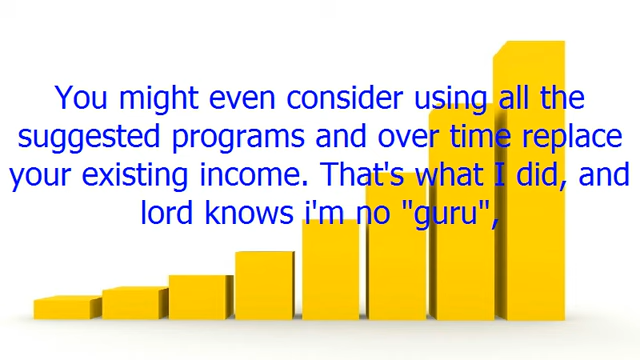 You might even consider using all the
suggested programs and over time replace
your existing income. That's what I did, and
lord knows i'm no "guru",